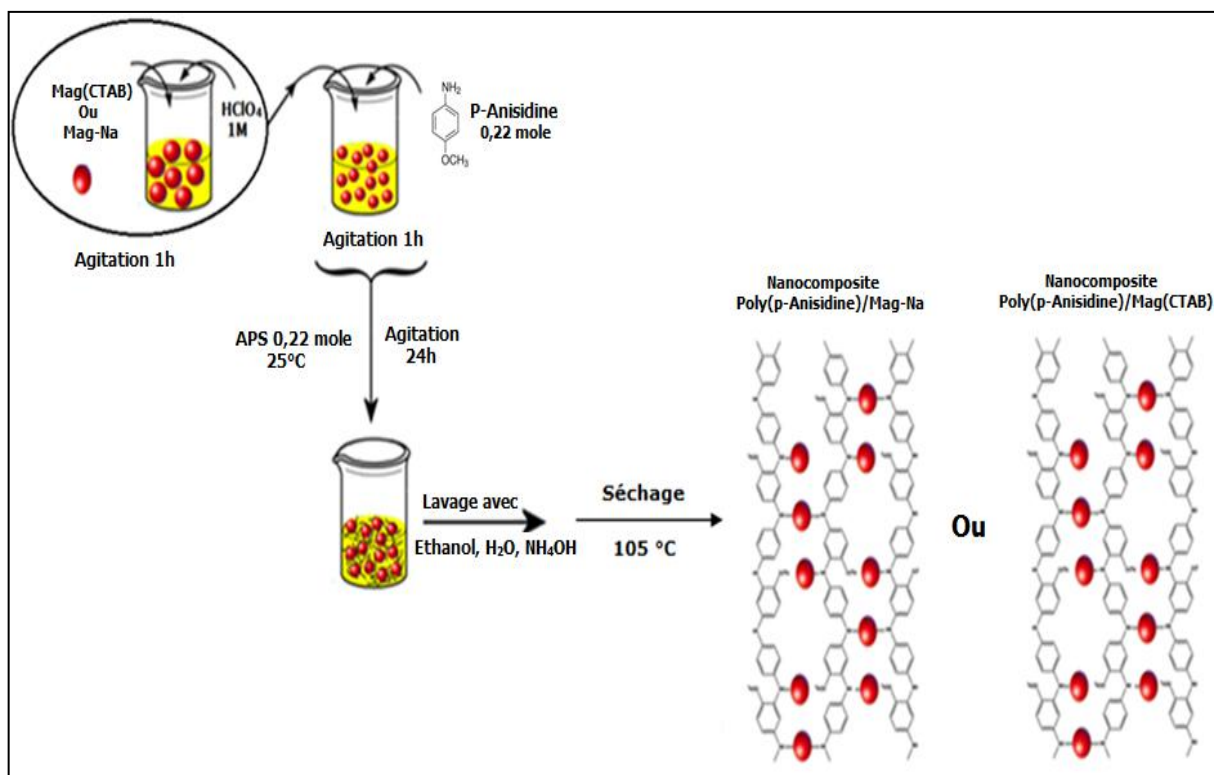 Mag(CTAB)
Ou
Mag-Na
HClO₄
1M
Agitation 1h
NH₂
OCH₃
P-Anisidine
0,22 mole
Agitation 1h
APS 0,22 mole
25°C
Agitation
24h
Lavage avec
Ethanol, H₂O, NH₄OH
Séchage
105 °C
Nanocomposite
Poly(p-Anisidine)/Mag-Na
Ou
Nanocomposite
Poly(p-Anisidine)/Mag(CTAB)